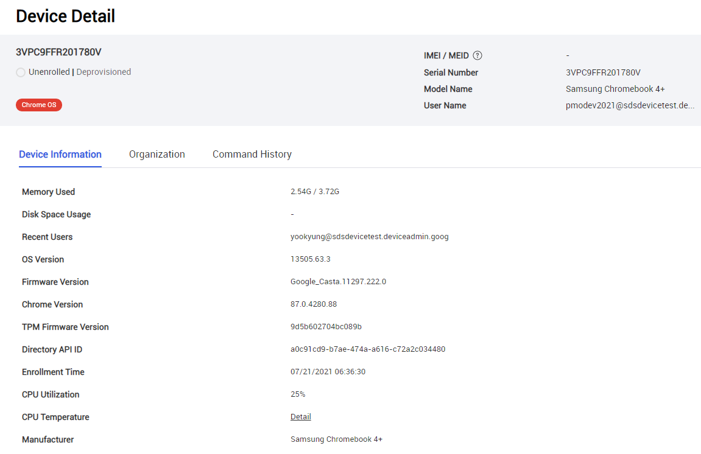 Device Detail
3VPC9FFR201780V
Unenrolled | Deprovisioned
Chrome OS
IMEI / MEID ? -
Serial Number 3VPC9FFR201780V
Model Name Samsung Chromebook 4+
User Name pmodev2021@sdsdevicetest.de...
Device Information Organization Command History
Memory Used 2.54G / 3.72G
Disk Space Usage -
Recent Users yookyung@sdsdevicetest.deviceadmin.goog
OS Version 13505.63.3
Firmware Version Google_Casta.11297.222.0
Chrome Version 87.0.4280.88
TPM Firmware Version 9d5b602704bc089b
Directory API ID a0c91cd9-b7ae-474a-a616-c72a2c034480
Enrollment Time 07/21/2021 06:36:30
CPU Utilization 25%
CPU Temperature Detail
Manufacturer Samsung Chromebook 4+